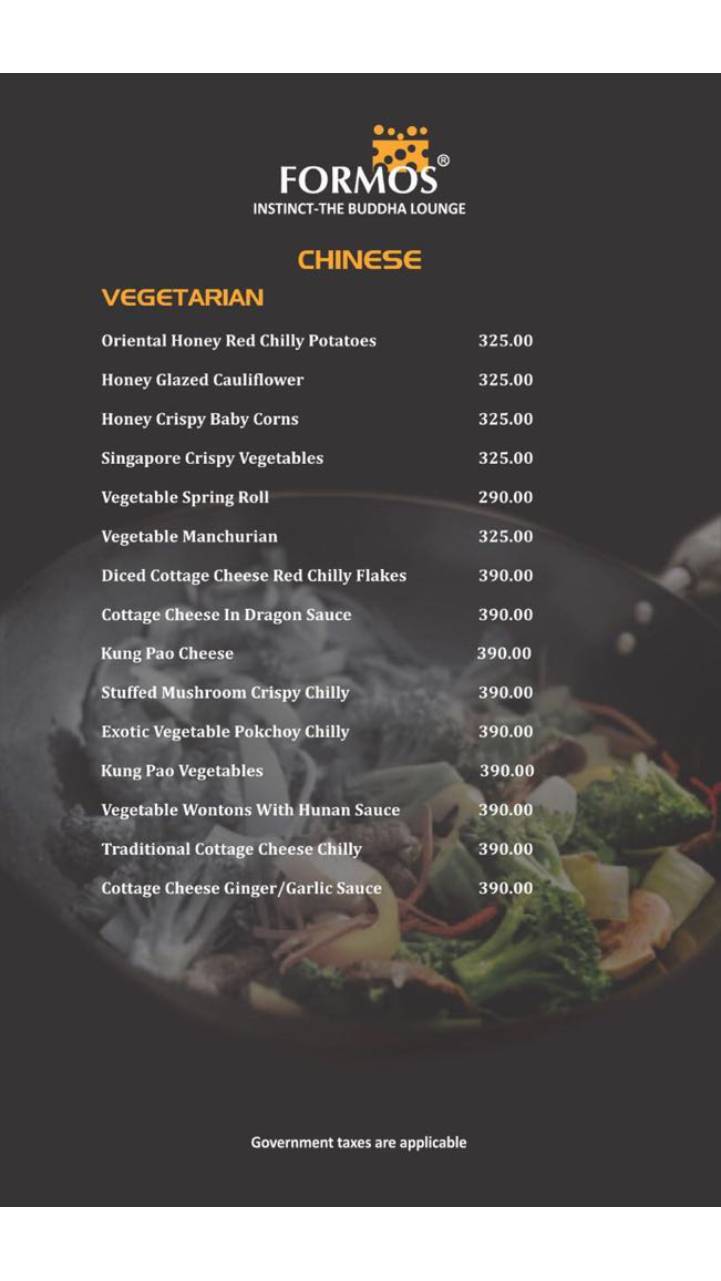 FORMOS®
INSTINCT-THE BUDDHA LOUNGE
CHINESE
VEGETARIAN
Oriental Honey Red Chilly Potatoes 325.00
Honey Glazed Cauliflower 325.00
Honey Crispy Baby Corns 325.00
Singapore Crispy Vegetables 325.00
Vegetable Spring Roll 290.00
Vegetable Manchurian 325.00
Diced Cottage Cheese Red Chilly Flakes 390.00
Cottage Cheese In Dragon Sauce 390.00
Kung Pao Cheese 390.00
Stuffed Mushroom Crispy Chilly 390.00
Exotic Vegetable Pokchoy Chilly 390.00
Kung Pao Vegetables 390.00
Vegetable Wontons With Hunan Sauce 390.00
Traditional Cottage Cheese Chilly 390.00
Cottage Cheese Ginger/Garlic Sauce 390.00
Government taxes are applicable